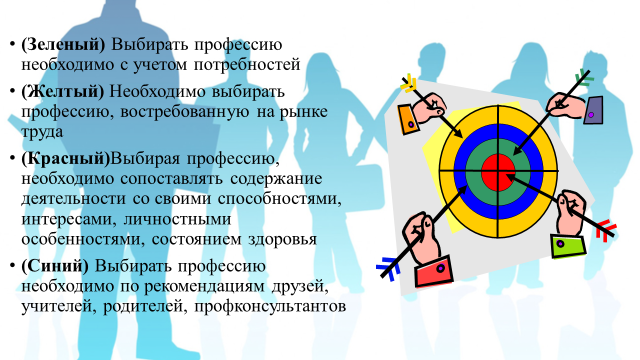 • (Зеленый) Выбирать профессию
необходимо с учетом потребностей
• (Желтый) Необходимо выбирать
профессию, востребованную на рынке
труда
• (Красный)Выбирая профессию,
необходимо сопоставлять содержание
деятельности со своими способностями,
интересами, личностными
особенностями, состоянием здоровья
• (Синий) Выбирать профессию
необходимо по рекомендациям друзей,
учителей, родителей, профконсультантов